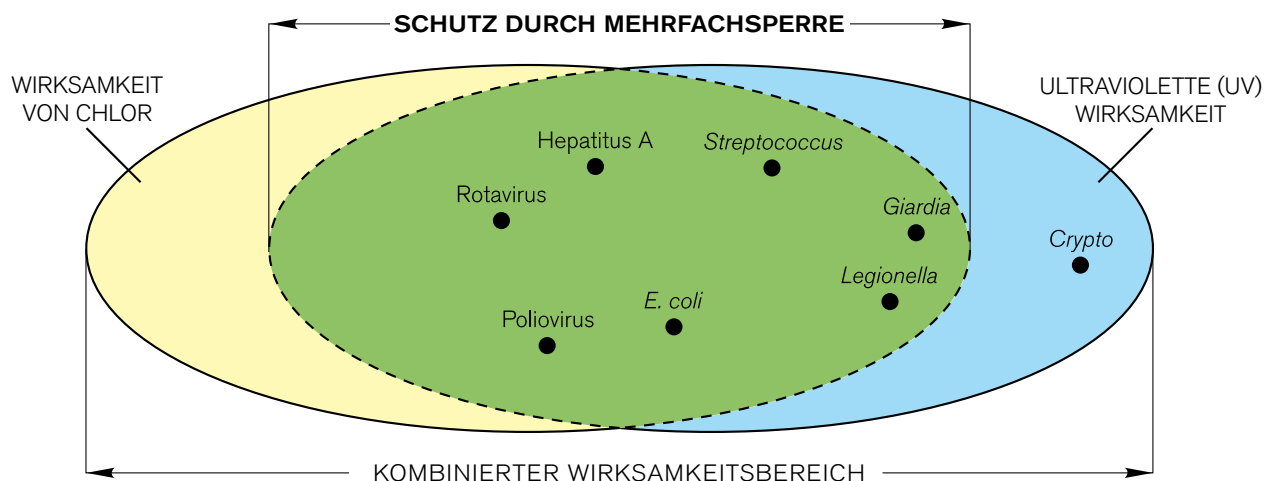 SCHUTZ DURCH MEHRFACHSPERRE
WIRKSAMKEIT
VON CHLOR
ULTRAVIOLETTE (UV)
WIRKSAMKEIT
Hepatitus A
Streptococcus
Rotavirus
Giardia
Crypto
Legionella
E. coli
Poliovirus
KOMBINIERTER WIRKSAMKEITSBEREICH